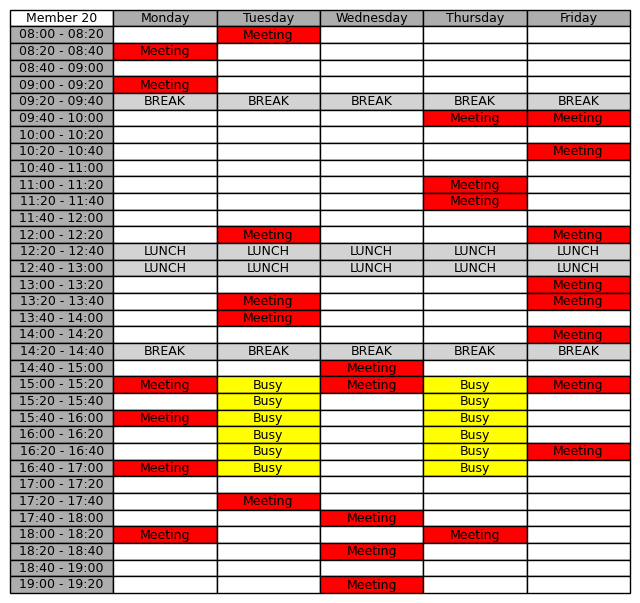 Member 20 Monday Tuesday Wednesday Thursday Friday
08:00 - 08:20 Meeting
08:20 - 08:40 Meeting
08:40 - 09:00
09:00 - 09:20 Meeting
09:20 - 09:40 BREAK BREAK BREAK BREAK BREAK
09:40 - 10:00 Meeting Meeting
10:00 - 10:20
10:20 - 10:40 Meeting
10:40 - 11:00
11:00 - 11:20 Meeting
11:20 - 11:40 Meeting
11:40 - 12:00
12:00 - 12:20 Meeting Meeting
12:20 - 12:40 LUNCH LUNCH LUNCH LUNCH LUNCH
12:40 - 13:00 LUNCH LUNCH LUNCH LUNCH LUNCH
13:00 - 13:20 Meeting
13:20 - 13:40 Meeting Meeting
13:40 - 14:00 Meeting
14:00 - 14:20 Meeting
14:20 - 14:40 BREAK BREAK BREAK BREAK BREAK
14:40 - 15:00 Meeting
15:00 - 15:20 Meeting Busy Meeting Busy Meeting
15:20 - 15:40 Busy Busy
15:40 - 16:00 Meeting Busy Busy
16:00 - 16:20 Busy Busy
16:20 - 16:40 Busy Busy Meeting
16:40 - 17:00 Meeting Busy Busy
17:00 - 17:20
17:20 - 17:40 Meeting
17:40 - 18:00 Meeting
18:00 - 18:20 Meeting Meeting
18:20 - 18:40 Meeting
18:40 - 19:00
19:00 - 19:20 Meeting